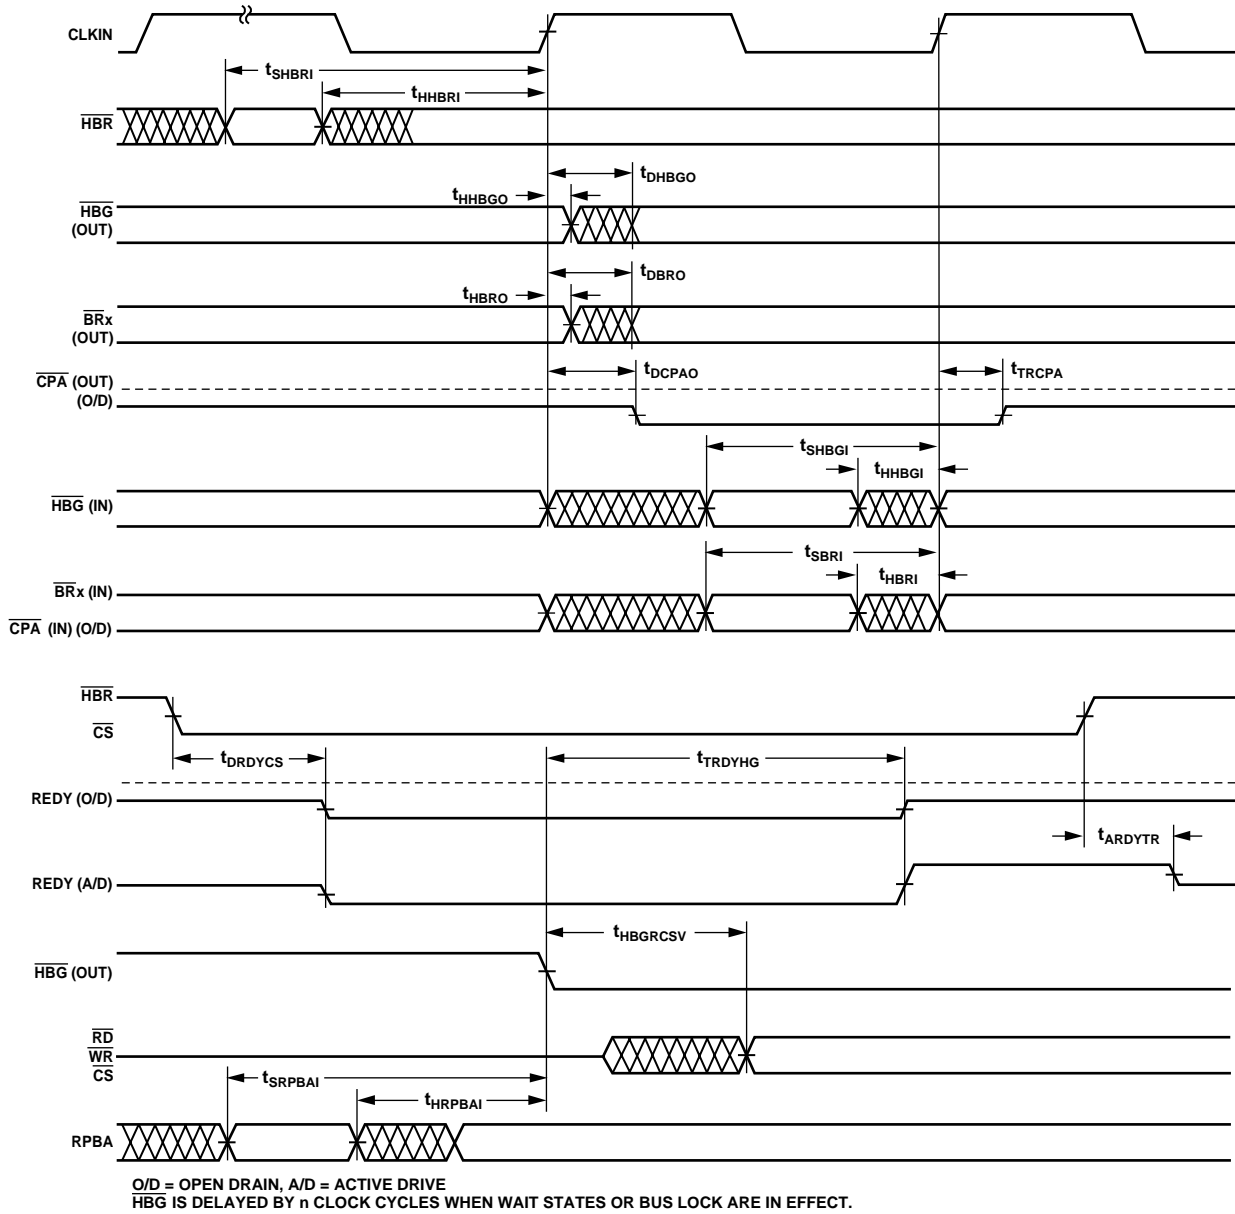 CLKIN
tSHBRI
tHHBRI
HBR
tDHBGO
tHHBGO
HBG
(OUT)
tDBRO
tHBRO
BRx
(OUT)
CPA (OUT)
(O/D)
tDCPAO
tTRCPA
tSHBGI
tHHBGI
HBG (IN)
tSBRI
tHBRI
BRx (IN)
CPA (IN) (O/D)
HBR
CS
tDRDYCS
tTRDYHG
REDY (O/D)
tARDYTR
REDY (A/D)
tHBGRCSV
HBG (OUT)
RD
WR
CS
tSRPBAI
tHRPBAI
RPBA
O/D = OPEN DRAIN, A/D = ACTIVE DRIVE
HBG IS DELAYED BY n CLOCK CYCLES WHEN WAIT STATES OR BUS LOCK ARE IN EFFECT.